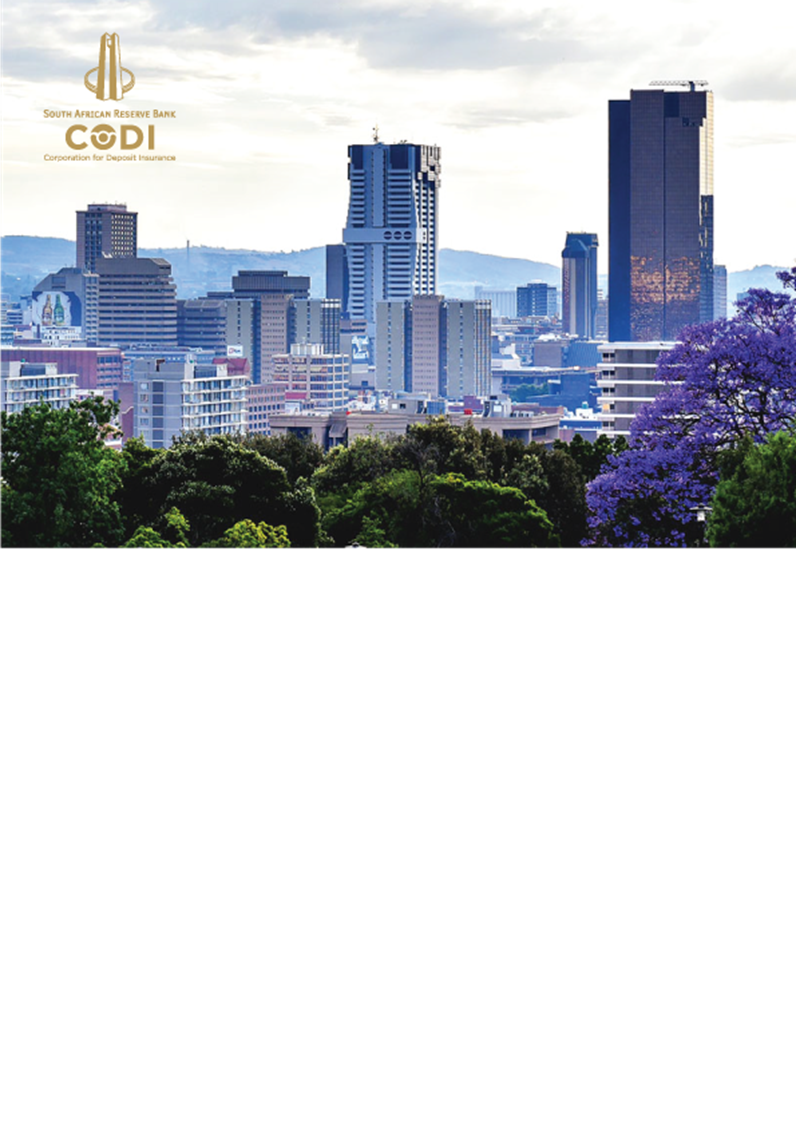 South African Reserve Bank
CODI
Corporation for Deposit Insurance